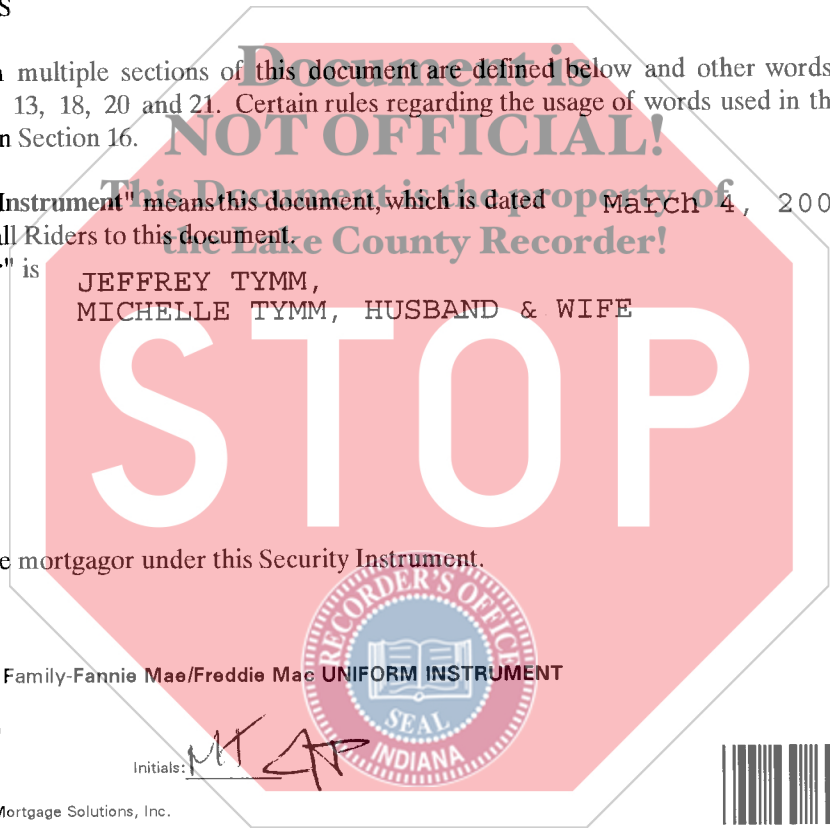 S
multiple sections of this document are defined below and other words
13, 18, 20 and 21. Certain rules regarding the usage of words used in th
n Section 16.
Document is
NOT OFFICIAL!
This Document is the property of
the Lake County Recorder!
Instrument" means this document, which is dated March 4, 200
ll Riders to this document.
" is
JEFFREY TYMM,
MICHELLE TYMM, HUSBAND & WIFE
STOP
e mortgagor under this Security Instrument.
RECORDER'S OFFICE
SEAL
INDIANA
Family-Fannie Mae/Freddie Mac UNIFORM INSTRUMENT
Initials: MT
Mortgage Solutions, Inc.